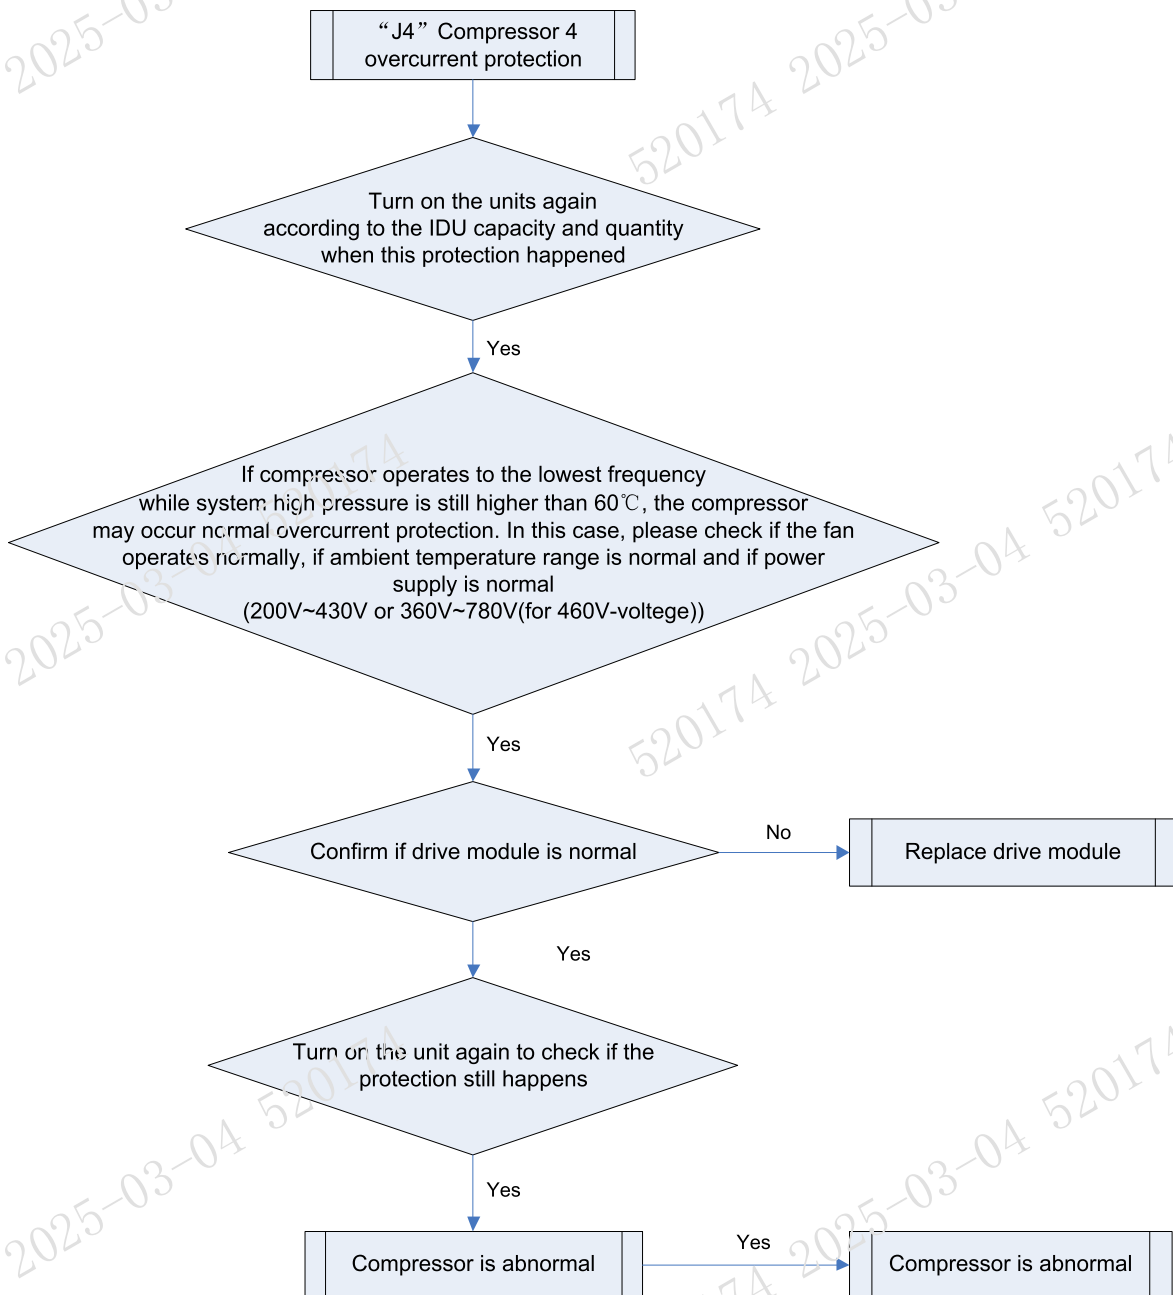 “J4” Compressor 4
overcurrent protection
Turn on the units again
according to the IDU capacity and quantity
when this protection happened
Yes
If compressor operates to the lowest frequency
while system high pressure is still higher than 60℃, the compressor
may occur normal overcurrent protection. In this case, please check if the fan
operates normally, if ambient temperature range is normal and if power
supply is normal
(200V~430V or 360V~780V(for 460V-voltege))
Yes
Confirm if drive module is normal
No
Replace drive module
Yes
Turn on the unit again to check if the
protection still happens
Yes
Compressor is abnormal
Yes
Compressor is abnormal
2025-03
520174 2025-03
2025-03-04 520174
520174 2025-03-04 520174
2025-03-04 520174
2025-03-04 520174